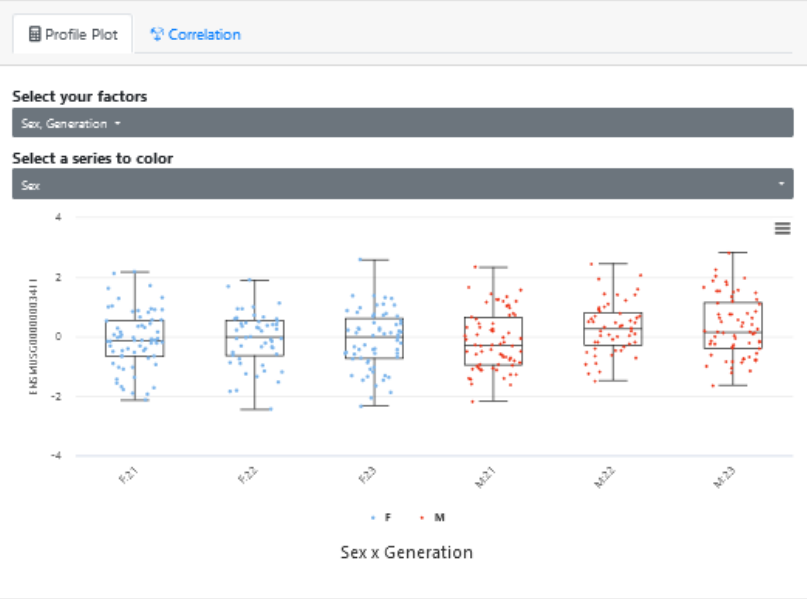 Profile Plot Correlation
Select your factors
Sex, Generation
Select a series to color
Sex
4
2
0
-2
-4
F:21 F:22 F:23 M:21 M:22 M:23
F M
Sex x Generation